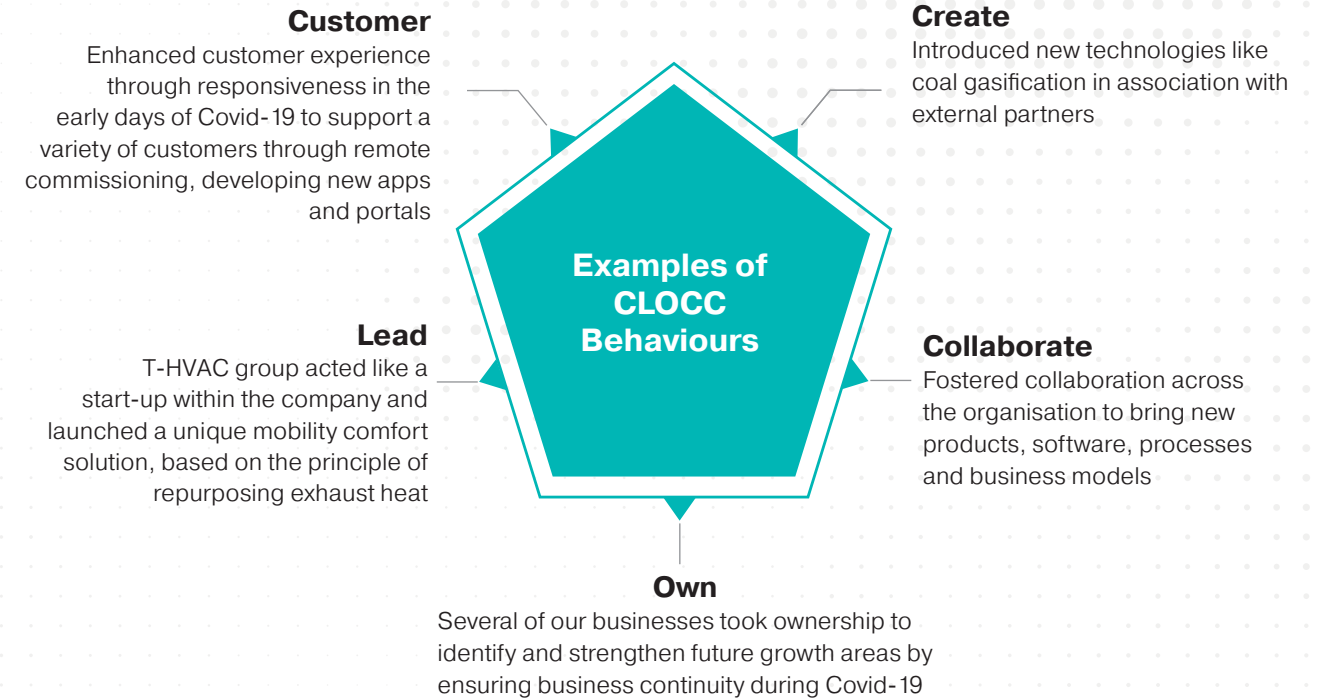 Customer
Enhanced customer experience
through responsiveness in the
early days of Covid-19 to support a
variety of customers through remote
commissioning, developing new apps
and portals
Create
Introduced new technologies like
coal gasification in association with
external partners
Examples of
CLOCC
Behaviours
Lead
T-HVAC group acted like a
start-up within the company and
launched a unique mobility comfort
solution, based on the principle of
repurposing exhaust heat
Collaborate
Fostered collaboration across
the organisation to bring new
products, software, processes
and business models
Own
Several of our businesses took ownership to
identify and strengthen future growth areas by
ensuring business continuity during Covid-19